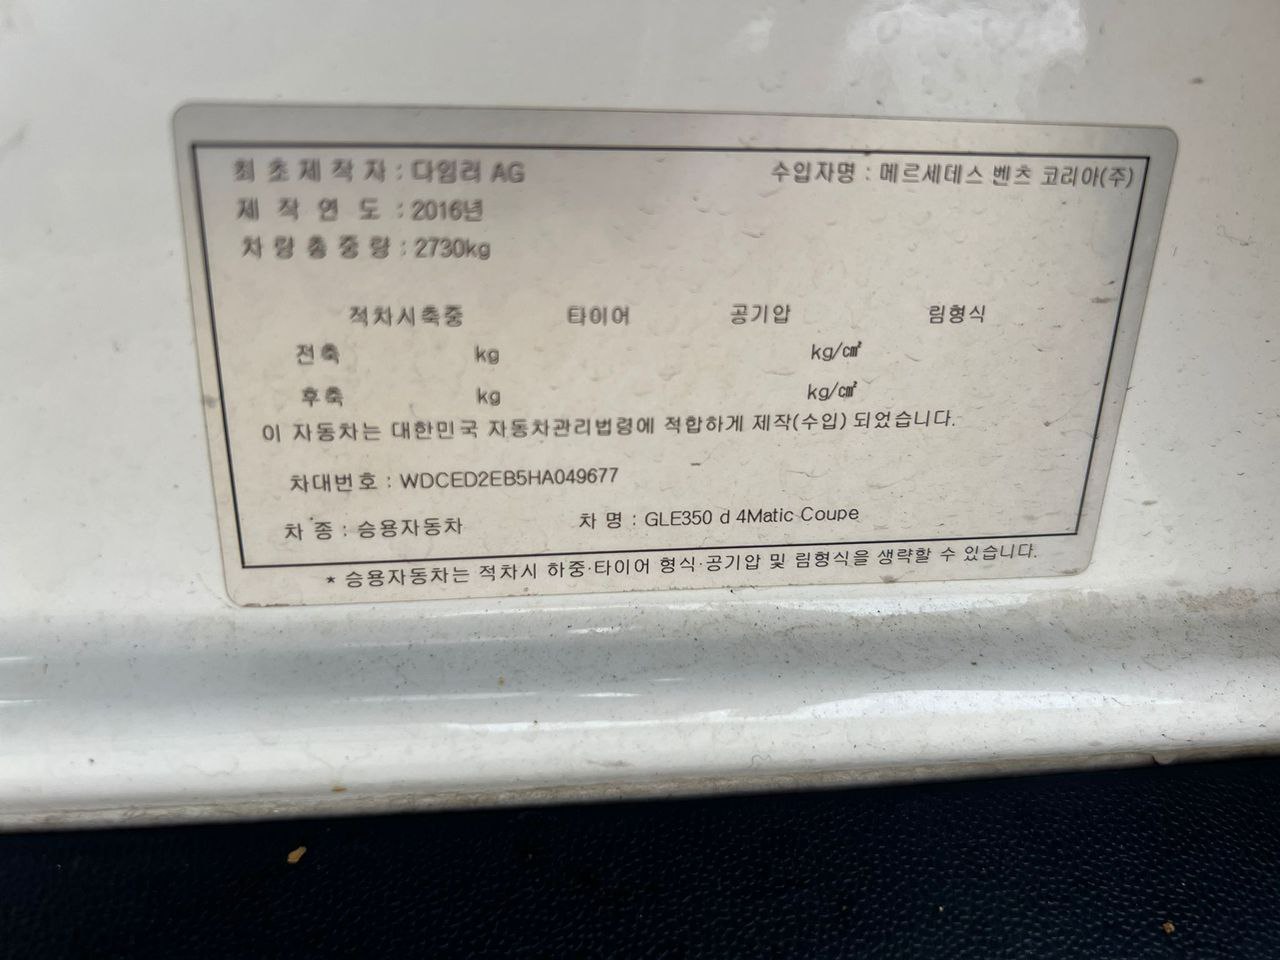 최 초 제 작 자 : 다임러 AG 수입자명 : 메르세데스 벤츠 코리아(주)
제 작 연 도 : 2016년
차 량 총 중 량 : 2730kg
적차시축중 타이어 공기압 림형식
전축 kg kg/㎠
후축 kg kg/㎠
이 자동차는 대한민국 자동차관리법령에 적합하게 제작(수입) 되었습니다.
차대번호 : WDCED2EB5HA049677
차 종 : 승용자동차 차 명 : GLE350 d 4Matic Coupe
* 승용자동차는 적차시 하중·타이어 형식·공기압 및 림형식을 생략할 수 있습니다.